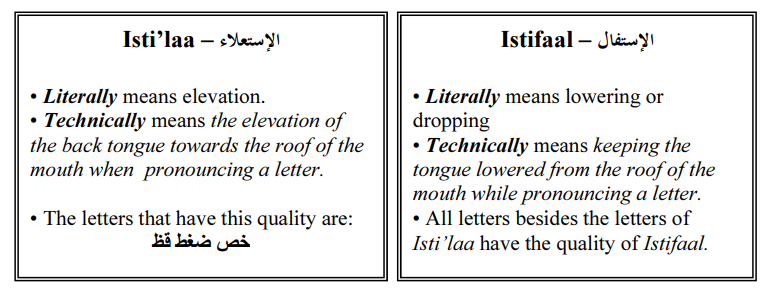 Isti’laa – الإستعلاء
• Literally means elevation.
• Technically means the elevation of
the back tongue towards the roof of the
mouth when pronouncing a letter.
• The letters that have this quality are:
خص ضغط قظ
Istifaal – الإستفال
• Literally means lowering or
dropping
• Technically means keeping the
tongue lowered from the roof of the
mouth while pronouncing a letter.
• All letters besides the letters of
Isti’laa have the quality of Istifaal.